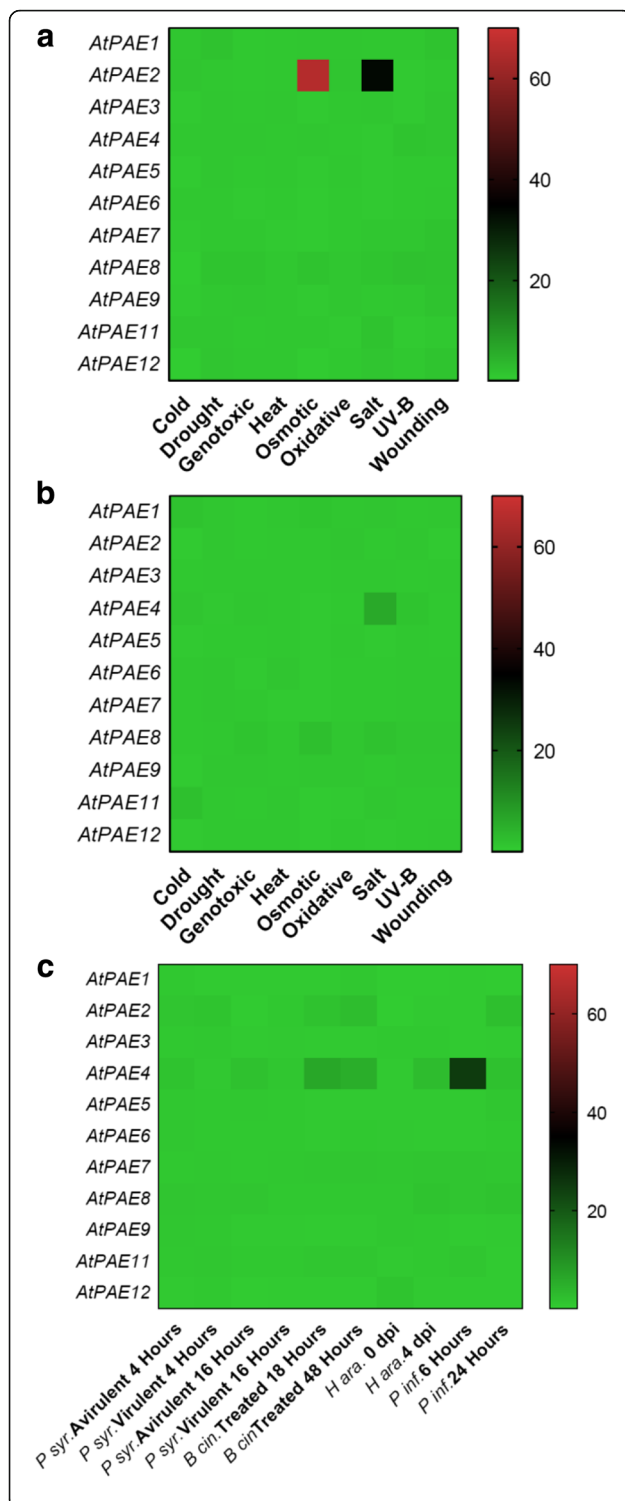 a
AtPAE1
AtPAE2
AtPAE3
AtPAE4
AtPAE5
AtPAE6
AtPAE7
AtPAE8
AtPAE9
AtPAE11
AtPAE12
60
40
20
Cold
Drought
Genotoxic
Heat
Osmotic
Oxidative
Salt
UV-B
Wounding
b
AtPAE1
AtPAE2
AtPAE3
AtPAE4
AtPAE5
AtPAE6
AtPAE7
AtPAE8
AtPAE9
AtPAE11
AtPAE12
60
40
20
Cold
Drought
Genotoxic
Heat
Osmotic
Oxidative
Salt
UV-B
Wounding
c
AtPAE1
AtPAE2
AtPAE3
AtPAE4
AtPAE5
AtPAE6
AtPAE7
AtPAE8
AtPAE9
AtPAE11
AtPAE12
60
40
20
P syr.Avirulent 4 Hours
P syr.Virulent 4 Hours
P syr.Avirulent 16 Hours
P syr.Virulent 16 Hours
B cin.Treated 18 Hours
B cinTreated 48 Hours
H ara. 0 dpi
H ara.4 dpi
P inf.6 Hours
P inf.24 Hours